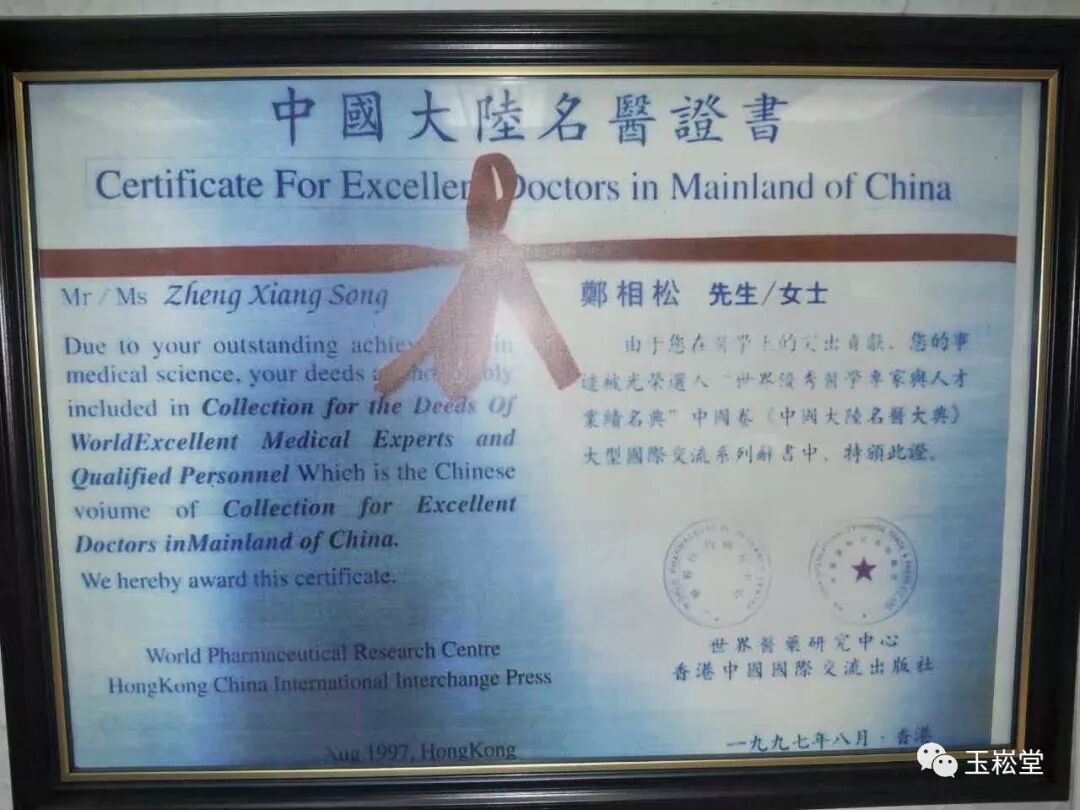 中國大陸名醫證書
Certificate For Excellen Doctors in Mainland of China
Mr / Ms Zheng Xiang Song
Due to your outstanding in
medical science, your deeds
included in Collection for the Deeds Of
WorldExcellent Medical Experts and
Qualified Personnel Which is the Chinese
voiume of Collection for Excellent
Doctors inMainland of China.
We hereby award this certificate.
World Pharmaceutical Research Centre
HongKong China International Interchange Press
Aug 1997, HongKong
鄭相松 先生/女士
由于您在醫學上的突出貢獻、您的事
迹被光榮選入“世界優秀醫學專家與人才
業績名典”中國卷《中國大陸名醫大典》
大型國際交流系列辭書中、特頒此證。
世界醫藥研究中心
香港中國國際交流出版社
一九九七年八月·香港
玉崧堂